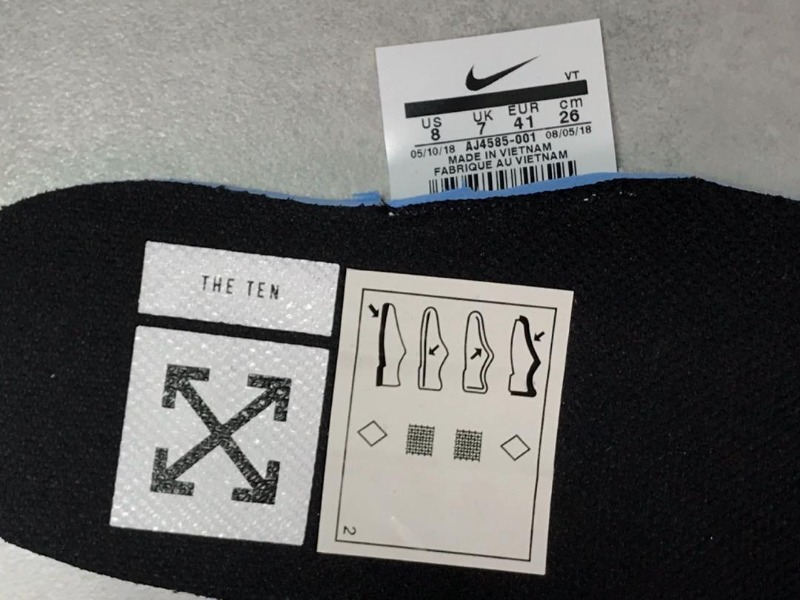 VT
US UK EUR cm
8 7 41 26
05/10/18 AJ4585-001 08/05/18
MADE IN VIETNAM
FABRIQUE AU VIETNAM
THE TEN
2